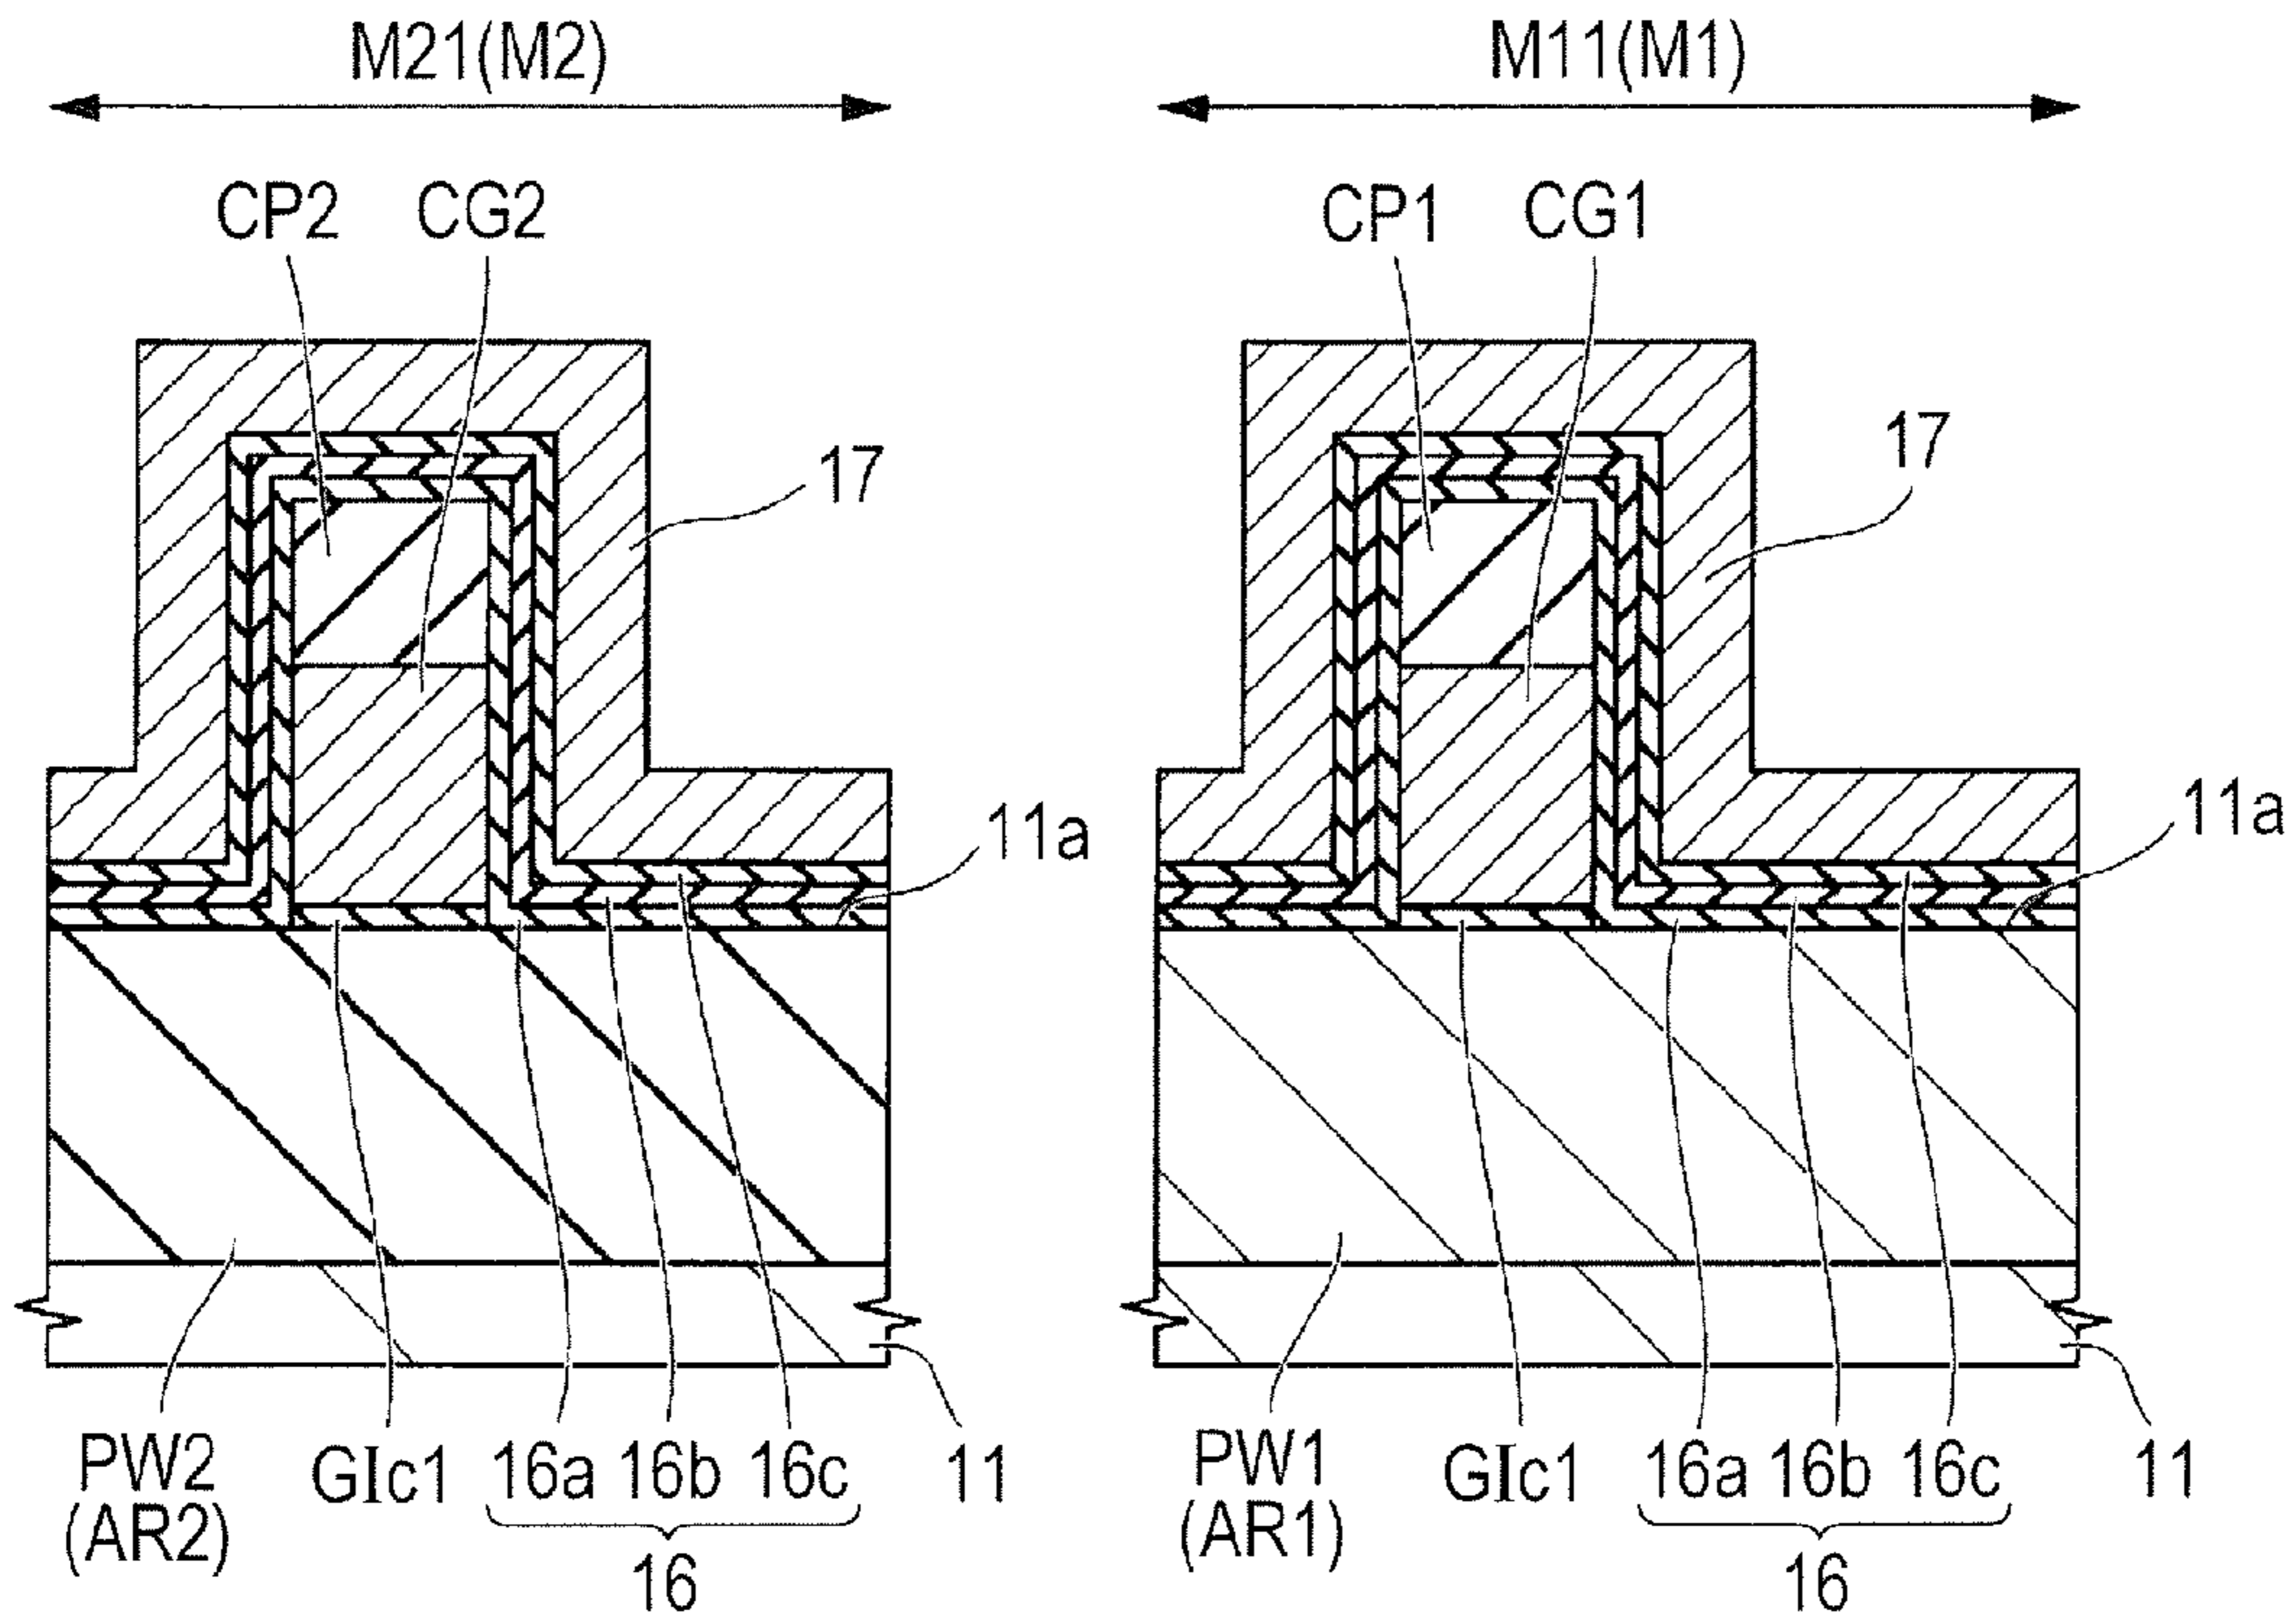 M21(M2) M11(M1)
CP2 CG2 CP1 CG1
17 17
11a 11a
PW2 GIc1 16a 16b 16c 11 PW1 GIc1 16a 16b 16c 11
(AR2) (AR1)
16 16